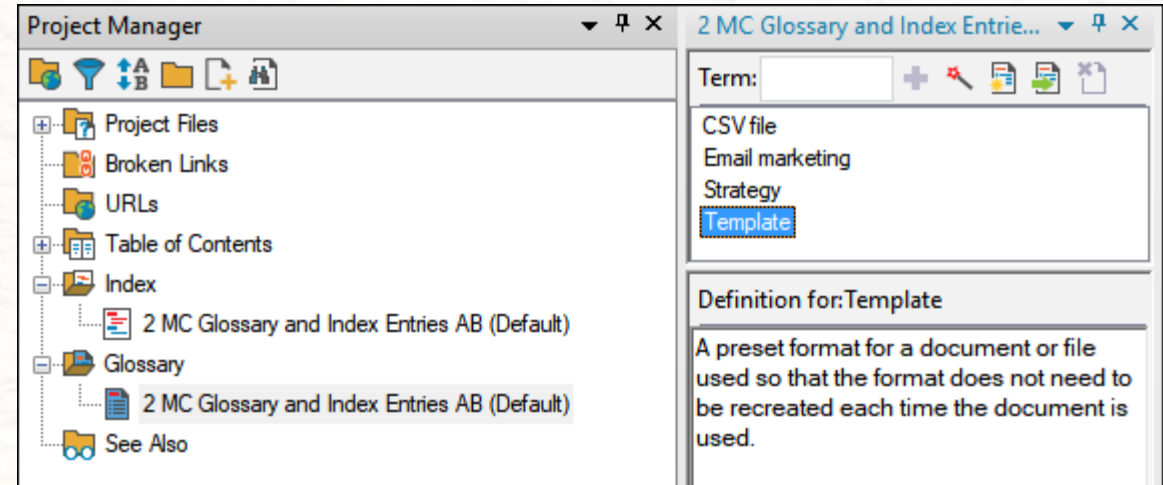 Project Manager
Project Files
Broken Links
URLs
Table of Contents
Index
2 MC Glossary and Index Entries AB (Default)
Glossary
2 MC Glossary and Index Entries AB (Default)
See Also
2 MC Glossary and Index Entrie...
Term:
CSV file
Email marketing
Strategy
Template
Definition for:Template
A preset format for a document or file
used so that the format does not need to
be recreated each time the document is
used.